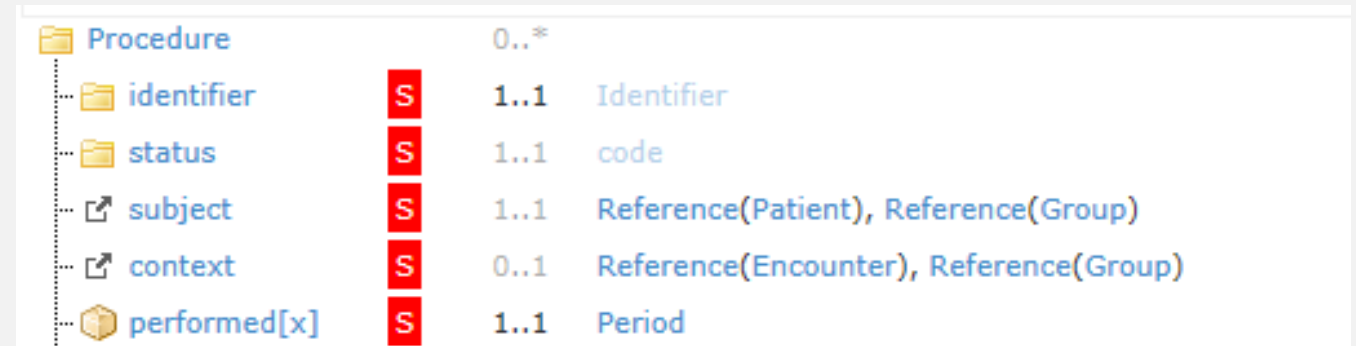 Procedure 0..*
identifier S 1..1 Identifier
status S 1..1 code
subject S 1..1 Reference(Patient), Reference(Group)
context S 0..1 Reference(Encounter), Reference(Group)
performed[x] S 1..1 Period